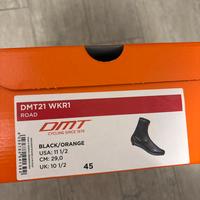 DMT21 WKR1
ROAD
DMT
CYCLING SINCE 1978
BLACK/ORANGE
USA: 11 1/2
CM: 29,0
UK: 10 1/2
45